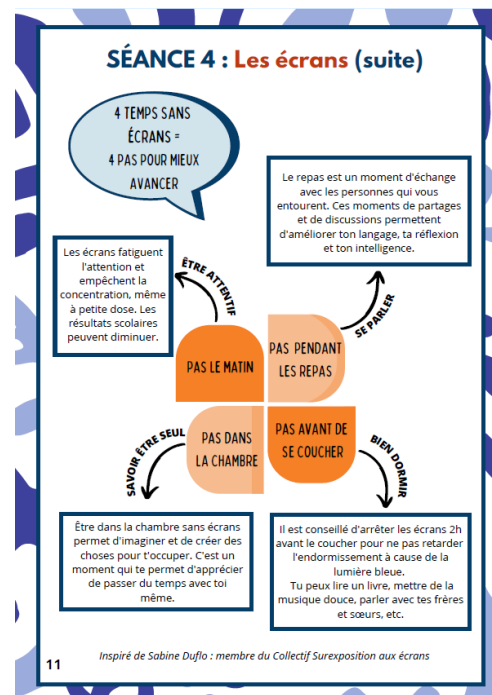 SÉANCE 4 : Les écrans (suite)
4 TEMPS SANS
ÉCRANS =
4 PAS POUR MIEUX
AVANCER
Le repas est un moment d'échange
avec les personnes qui vous
entourent. Ces moments de partages
et de discussions permettent
d'améliorer ton langage, ta réflexion
et ton intelligence.
Les écrans fatiguent
l'attention et
empêchent la
concentration, même
à petite dose. Les
résultats scolaires
peuvent diminuer.
ÊTRE ATTENTIF
SE PARLER
PAS LE MATIN
PAS PENDANT
LES REPAS
PAS DANS
LA CHAMBRE
PAS AVANT DE
SE COUCHER
SAVOIR ÊTRE SEUL
BIEN DORMIR
Être dans la chambre sans écrans
permet d'imaginer et de créer des
choses pour t'occuper. C'est un
moment qui te permet d'apprécier
de passer du temps avec toi
même.
Il est conseillé d'arrêter les écrans 2h
avant le coucher pour ne pas retarder
l'endormissement à cause de la
lumière bleue.
Tu peux lire un livre, mettre de la
musique douce, parler avec tes frères
et sœurs, etc.
11
Inspiré de Sabine Duflo : membre du Collectif Surexposition aux écrans